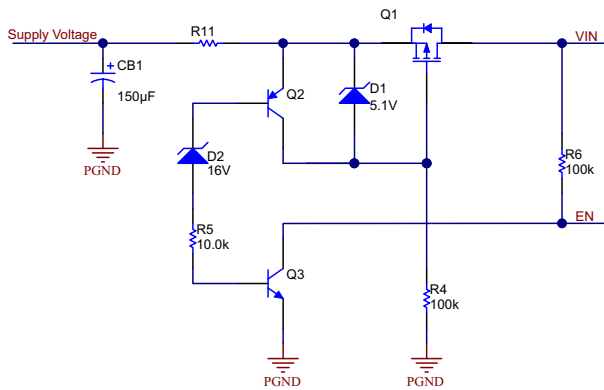 Q1
Supply Voltage
R11
VIN
CB1
150µF
Q2
D1
5.1V
D2
16V
R6
100k
PGND
EN
R5
10.0k
Q3
R4
100k
PGND
PGND